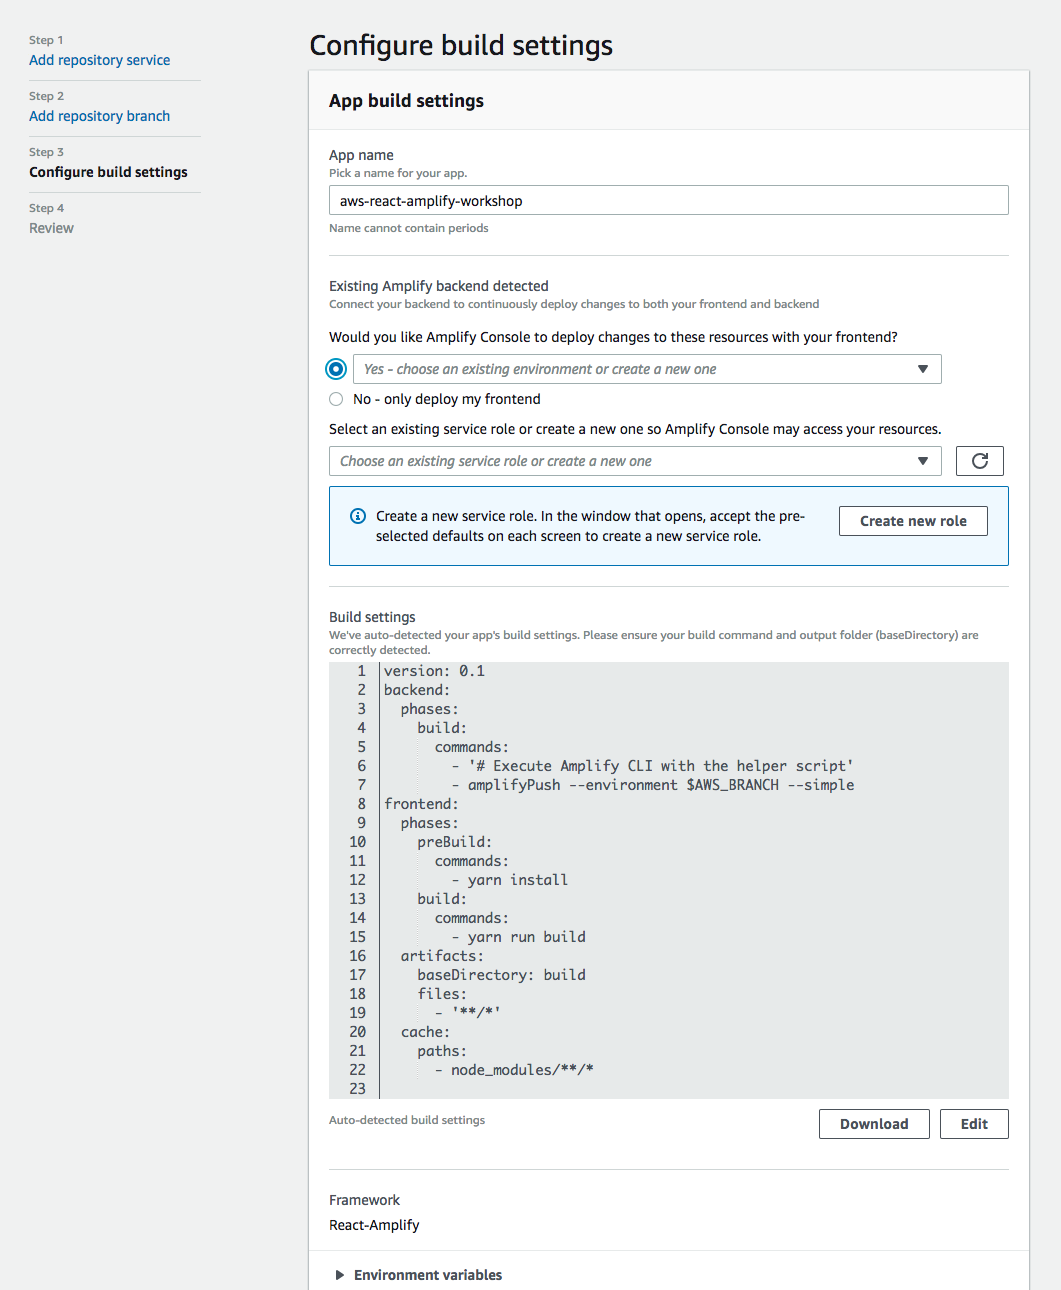 Step 1
Add repository service
Step 2
Add repository branch
Step 3
Configure build settings
Step 4
Review
Configure build settings
App build settings
App name
Pick a name for your app.
aws-react-amplify-workshop
Name cannot contain periods
Existing Amplify backend detected
Connect your backend to continuously deploy changes to both your frontend and backend
Would you like Amplify Console to deploy changes to these resources with your frontend?
Yes - choose an existing environment or create a new one
No - only deploy my frontend
Select an existing service role or create a new one so Amplify Console may access your resources.
Choose an existing service role or create a new one
Create a new service role. In the window that opens, accept the pre-
selected defaults on each screen to create a new service role.
Create new role
Build settings
We've auto-detected your app's build settings. Please ensure your build command and output folder (baseDirectory) are
correctly detected.
1 version: 0.1
2 backend:
3   phases:
4     build:
5       commands:
6         - '# Execute Amplify CLI with the helper script'
7         - amplifyPush --environment $AWS_BRANCH --simple
8 frontend:
9   phases:
10     preBuild:
11       commands:
12         - yarn install
13     build:
14       commands:
15         - yarn run build
16   artifacts:
17     baseDirectory: build
18     files:
19       - '**/*'
20   cache:
21     paths:
22       - node_modules/**/*
23
Auto-detected build settings
Download
Edit
Framework
React-Amplify
Environment variables